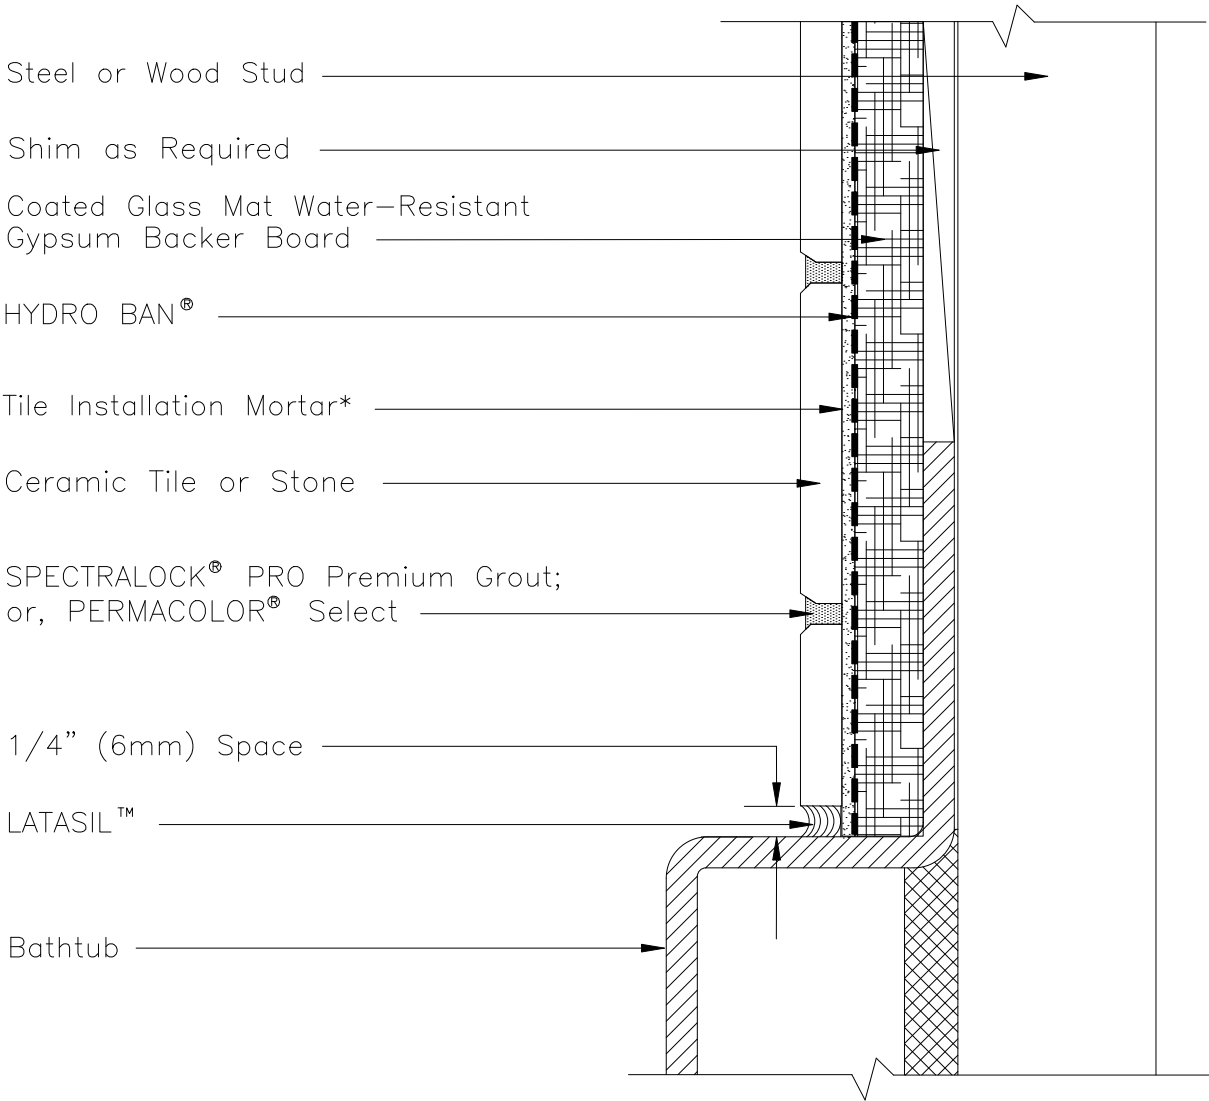 Steel or Wood Stud
Shim as Required
Coated Glass Mat Water-Resistant
Gypsum Backer Board
HYDRO BAN®
Tile Installation Mortar*
Ceramic Tile or Stone
SPECTRALOCK® PRO Premium Grout;
or, PERMACOLOR® Select
1/4” (6mm) Space
LATASIL™
Bathtub